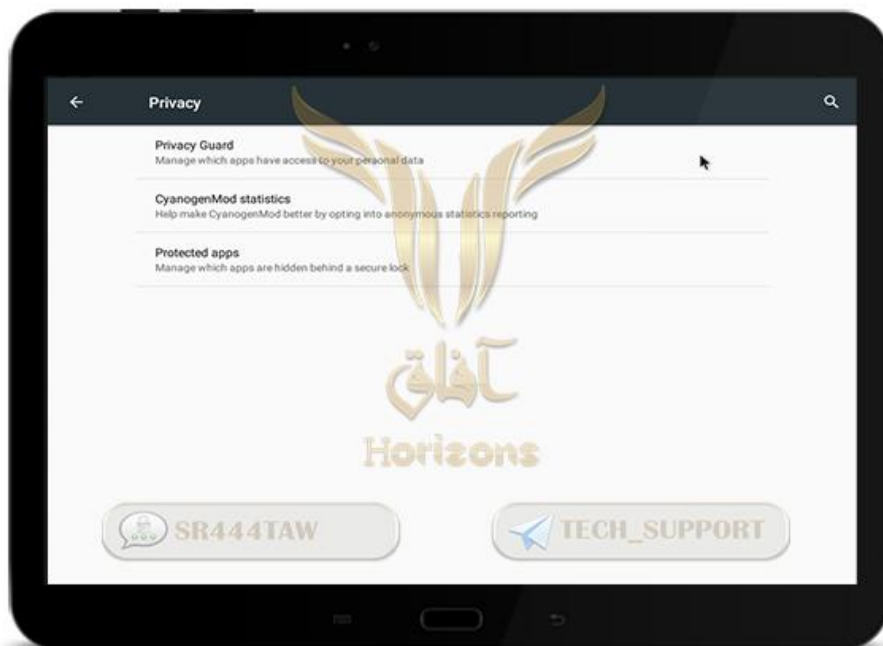 Privacy
Privacy Guard
Manage which apps have access to your personal data
CyanogenMod statistics
Help make CyanogenMod better by opting into anonymous statistics reporting
Protected apps
Manage which apps are hidden behind a secure lock
آفاق
Horizons
SR444TAW
TECH_SUPPORT